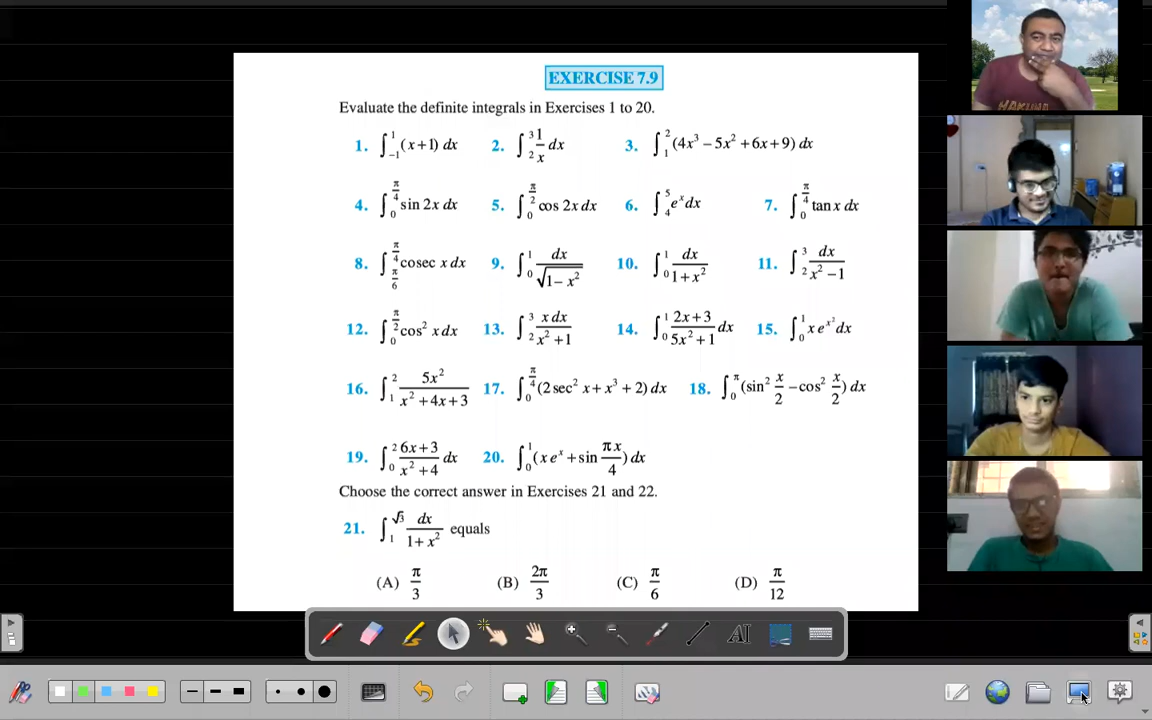 EXERCISE 7.9
Evaluate the definite integrals in Exercises 1 to 20.
1. ∫_{-1}^{1} (x+1) dx 2. ∫_{2}^{3} 1/x dx 3. ∫_{1}^{2} (4x³ – 5x² + 6x + 9) dx
4. ∫_{0}^{π/4} sin 2x dx 5. ∫_{0}^{π/2} cos 2x dx 6. ∫_{4}^{5} e^x dx 7. ∫_{0}^{π/4} tan x dx
8. ∫_{π/6}^{π/4} cosec x dx 9. ∫_{0}^{1} dx/√(1–x²) 10. ∫_{0}^{1} dx/(1+x²) 11. ∫_{2}^{3} dx/(x²–1)
12. ∫_{0}^{π/2} cos² x dx 13. ∫_{2}^{3} x dx/(x²+1) 14. ∫_{0}^{1} (2x+3)/(5x²+1) dx 15. ∫_{0}^{1} x e^{x²} dx
16. ∫_{1}^{2} 5x²/(x²+4x+3) 17. ∫_{0}^{π/4} (2 sec² x + x³ + 2) dx 18. ∫_{0}^{π} (sin² x/2 – cos² x/2) dx
19. ∫_{0}^{2} (6x+3)/(x²+4) dx 20. ∫_{0}^{1} (x e^x + sin πx/4) dx
Choose the correct answer in Exercises 21 and 22.
21. ∫_{1}^{√3} dx/(1+x²) equals
(A) π/3 (B) 2π/3 (C) π/6 (D) π/12
AI